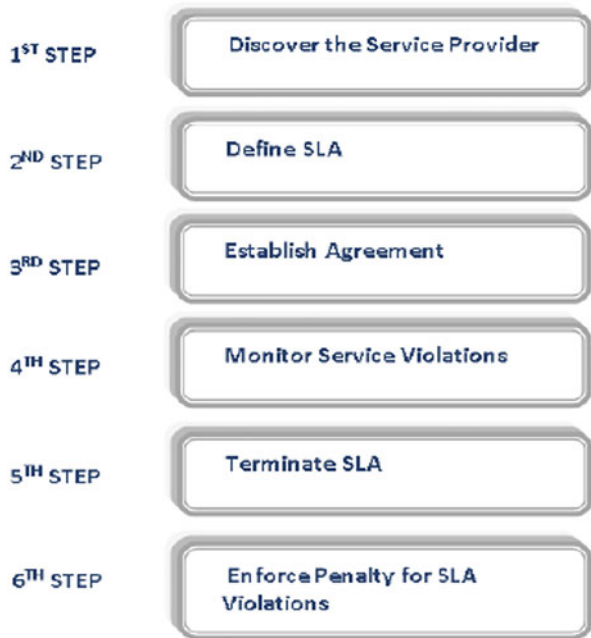 1ST STEP
Discover the Service Provider
2ND STEP
Define SLA
3RD STEP
Establish Agreement
4TH STEP
Monitor Service Violations
5TH STEP
Terminate SLA
6TH STEP
Enforce Penalty for SLA
Violations